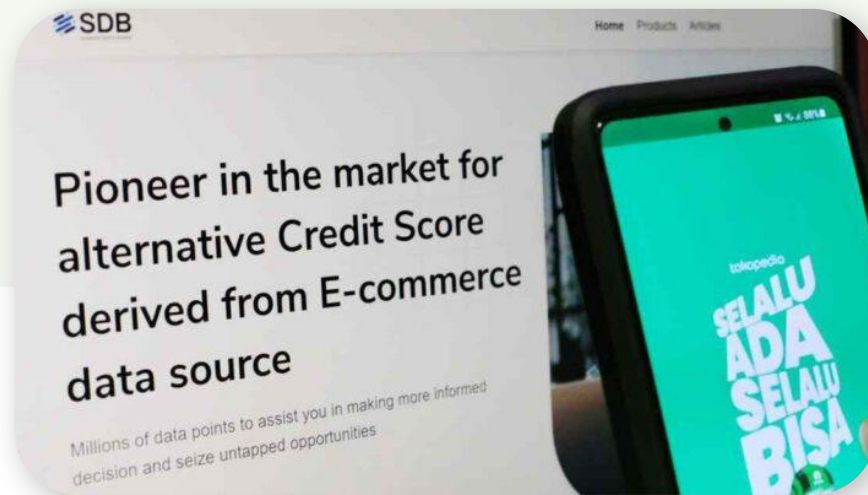 SDB
Home Products Articles
Pioneer in the market for
alternative Credit Score
derived from E-commerce
data source
Millions of data points to assist you in making more informed
decision and seize untapped opportunities
98%
tokopedia
SELALU
ADA
SELALU
BISA